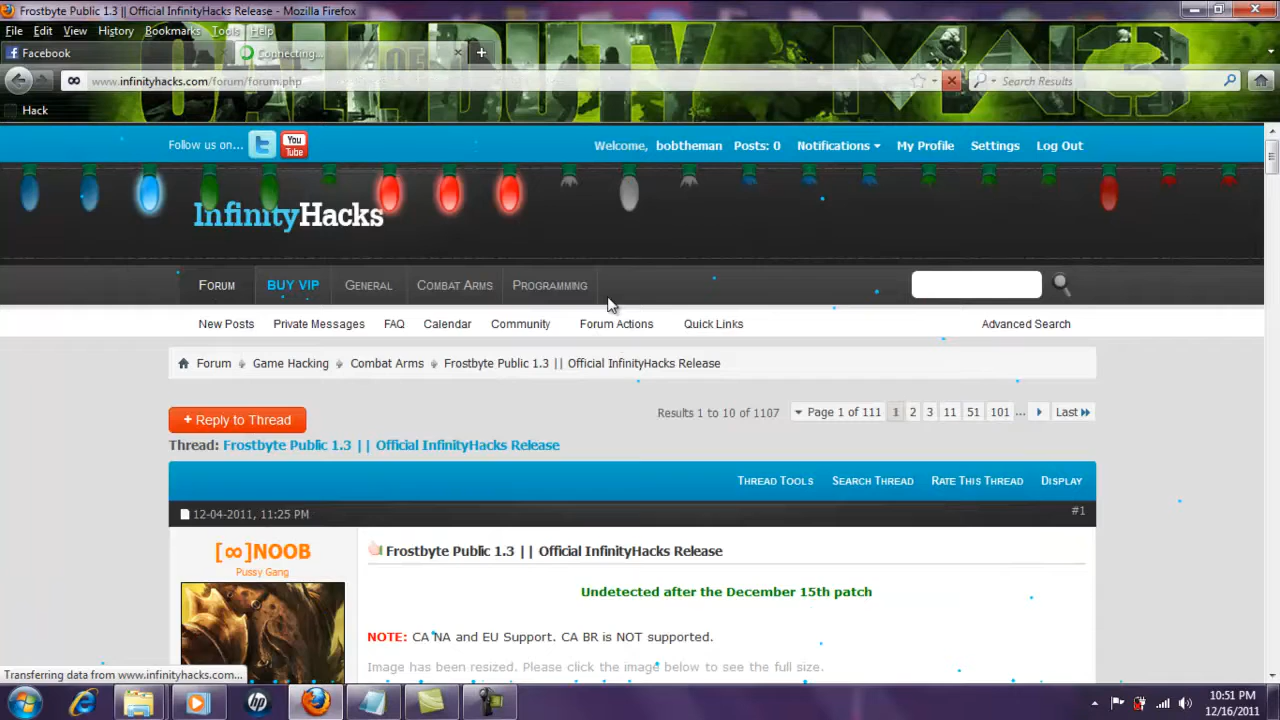 Frostbyte Public 1.3 || Official InfinityHacks Release - Mozilla Firefox
File Edit View History Bookmarks Tools Help
Facebook Connecting...
www.infinityhacks.com/forum/forum.php Search Results
Hack
Follow us on... You Tube Welcome, bobtheman Posts: 0 Notifications My Profile Settings Log Out
InfinityHacks
FORUM BUY VIP GENERAL COMBAT ARMS PROGRAMMING
New Posts Private Messages FAQ Calendar Community Forum Actions Quick Links Advanced Search
Forum Game Hacking Combat Arms Frostbyte Public 1.3 || Official InfinityHacks Release
+ Reply to Thread Results 1 to 10 of 1107 Page 1 of 111 1 2 3 11 51 101 ... Last
Thread: Frostbyte Public 1.3 || Official InfinityHacks Release
THREAD TOOLS SEARCH THREAD RATE THIS THREAD DISPLAY
12-04-2011, 11:25 PM #1
[∞]NOOB
Pussy Gang
Frostbyte Public 1.3 || Official InfinityHacks Release
Undetected after the December 15th patch
NOTE: CA NA and EU Support. CA BR is NOT supported.
Image has been resized. Please click the image below to see the full size.
Transferring data from www.infinityhacks.com...
10:51 PM
12/16/2011